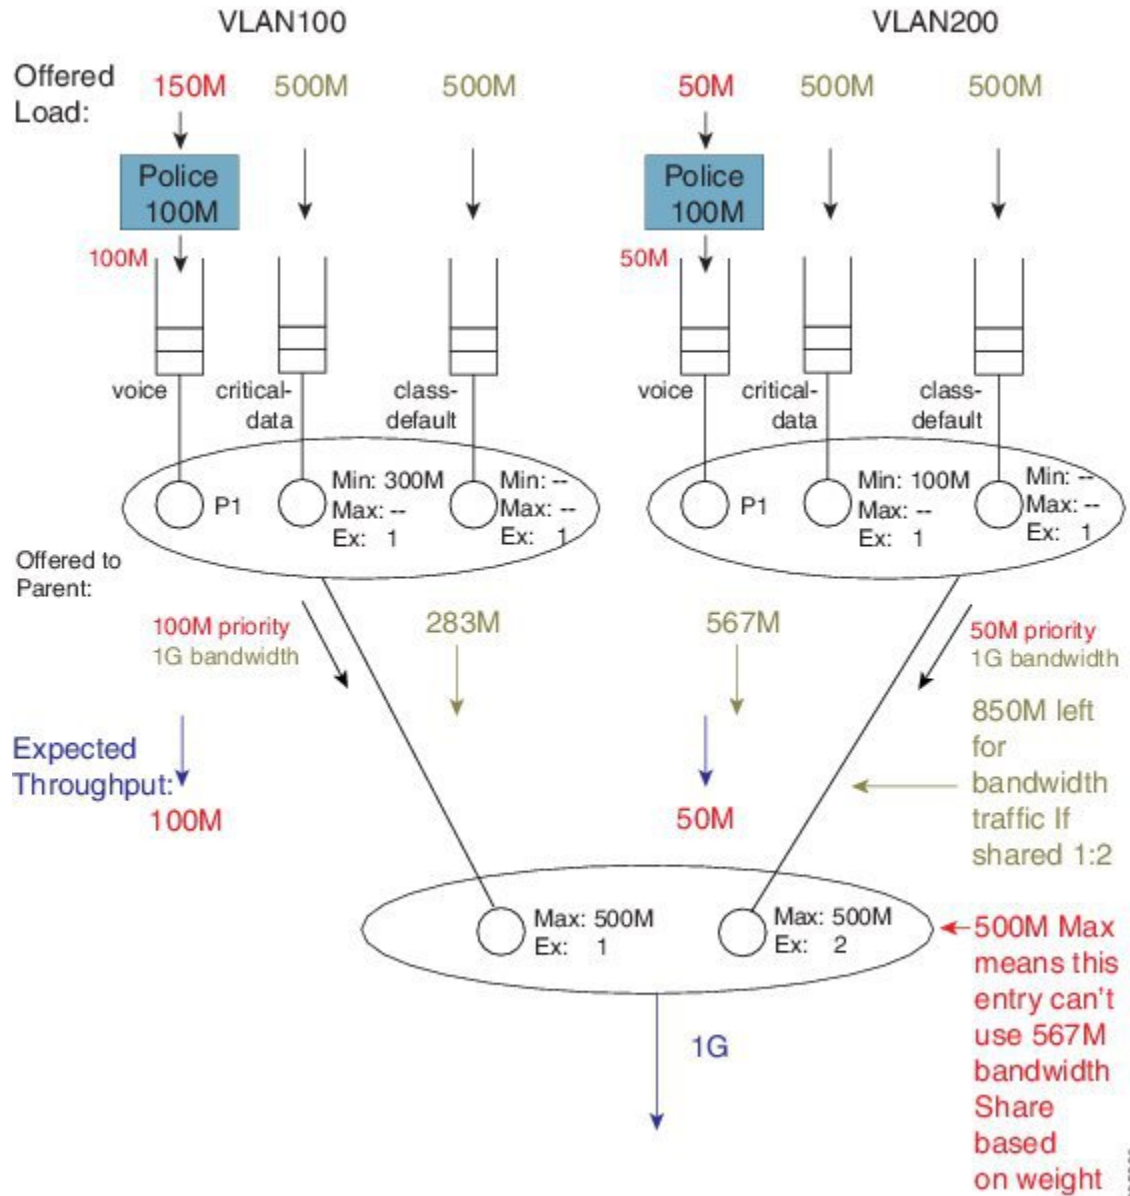 VLAN100
VLAN200
Offered
Load:
150M
500M
500M
50M
500M
500M
Police
100M
Police
100M
100M
50M
voice
critical-
data
class-
default
voice
critical-
data
class-
default
P1
Min: 300M
Max: --
Ex: 1
Min: --
Max: --
Ex: 1
P1
Min: 100M
Max: --
Ex: 1
Min: --
Max: --
Ex: 1
Offered to
Parent:
100M priority
1G bandwidth
283M
567M
50M priority
1G bandwidth
850M left
for
bandwidth
traffic If
shared 1:2
Expected
Throughput:
100M
50M
Max: 500M
Ex: 1
Max: 500M
Ex: 2
500M Max
means this
entry can't
use 567M
bandwidth
Share
based
on weight
1G